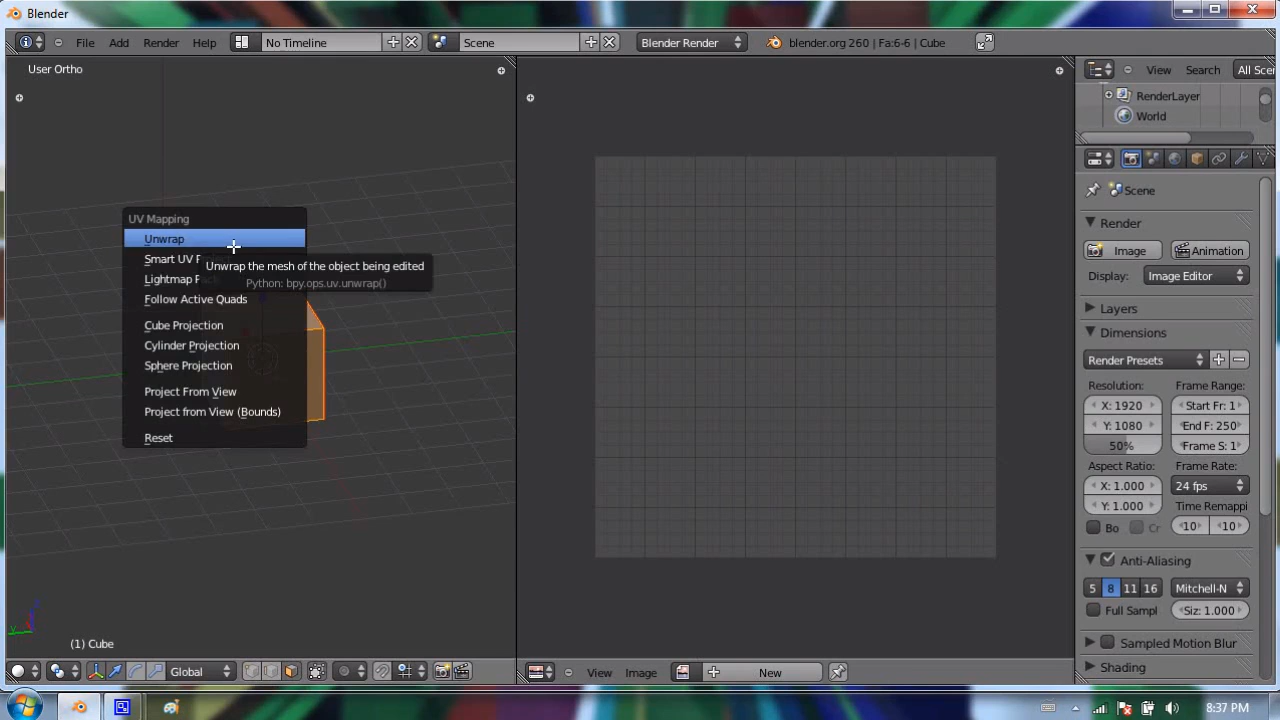 Blender
File Add Render Help No Timeline Scene Blender Render blender.org 260 | Fa:6-6 | Cube
User Ortho
View Search All Sce
RenderLayer
World
Scene
UV Mapping
Unwrap
Smart UV P
Lightmap Pack
Follow Active Quads
Cube Projection
Cylinder Projection
Sphere Projection
Project From View
Project from View (Bounds)
Reset
Unwrap the mesh of the object being edited
Python: bpy.ops.uv.unwrap()
Render
Image Animation
Display: Image Editor
Layers
Dimensions
Render Presets
Resolution: Frame Range:
X: 1920 Start Fr: 1
Y: 1080 End F: 250
50% Frame S: 1
Aspect Ratio: Frame Rate:
X: 1.000 24 fps
Y: 1.000 Time Remappi
Bo Cr 10 10
Anti-Aliasing
5 8 11 16 Mitchell-N
Full Sampl Siz: 1.000
Sampled Motion Blur
Shading
(1) Cube
Global
View Image New
8:37 PM